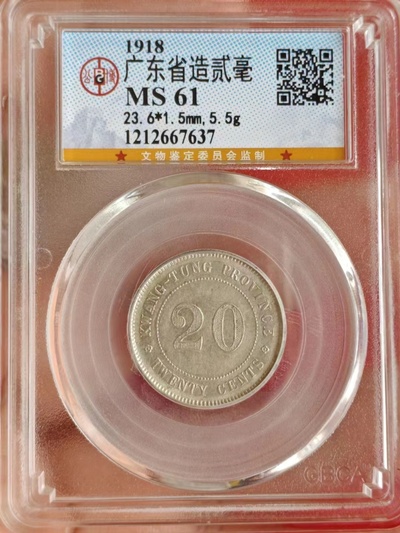 1918
广东省造贰毫
MS 61
23.6*1.5mm,5.5g
1212667637
★ 文物鉴定委员会监制 ★
KWANG-TUNG PROVINCE
20
TWENTY CENTS
GBCA